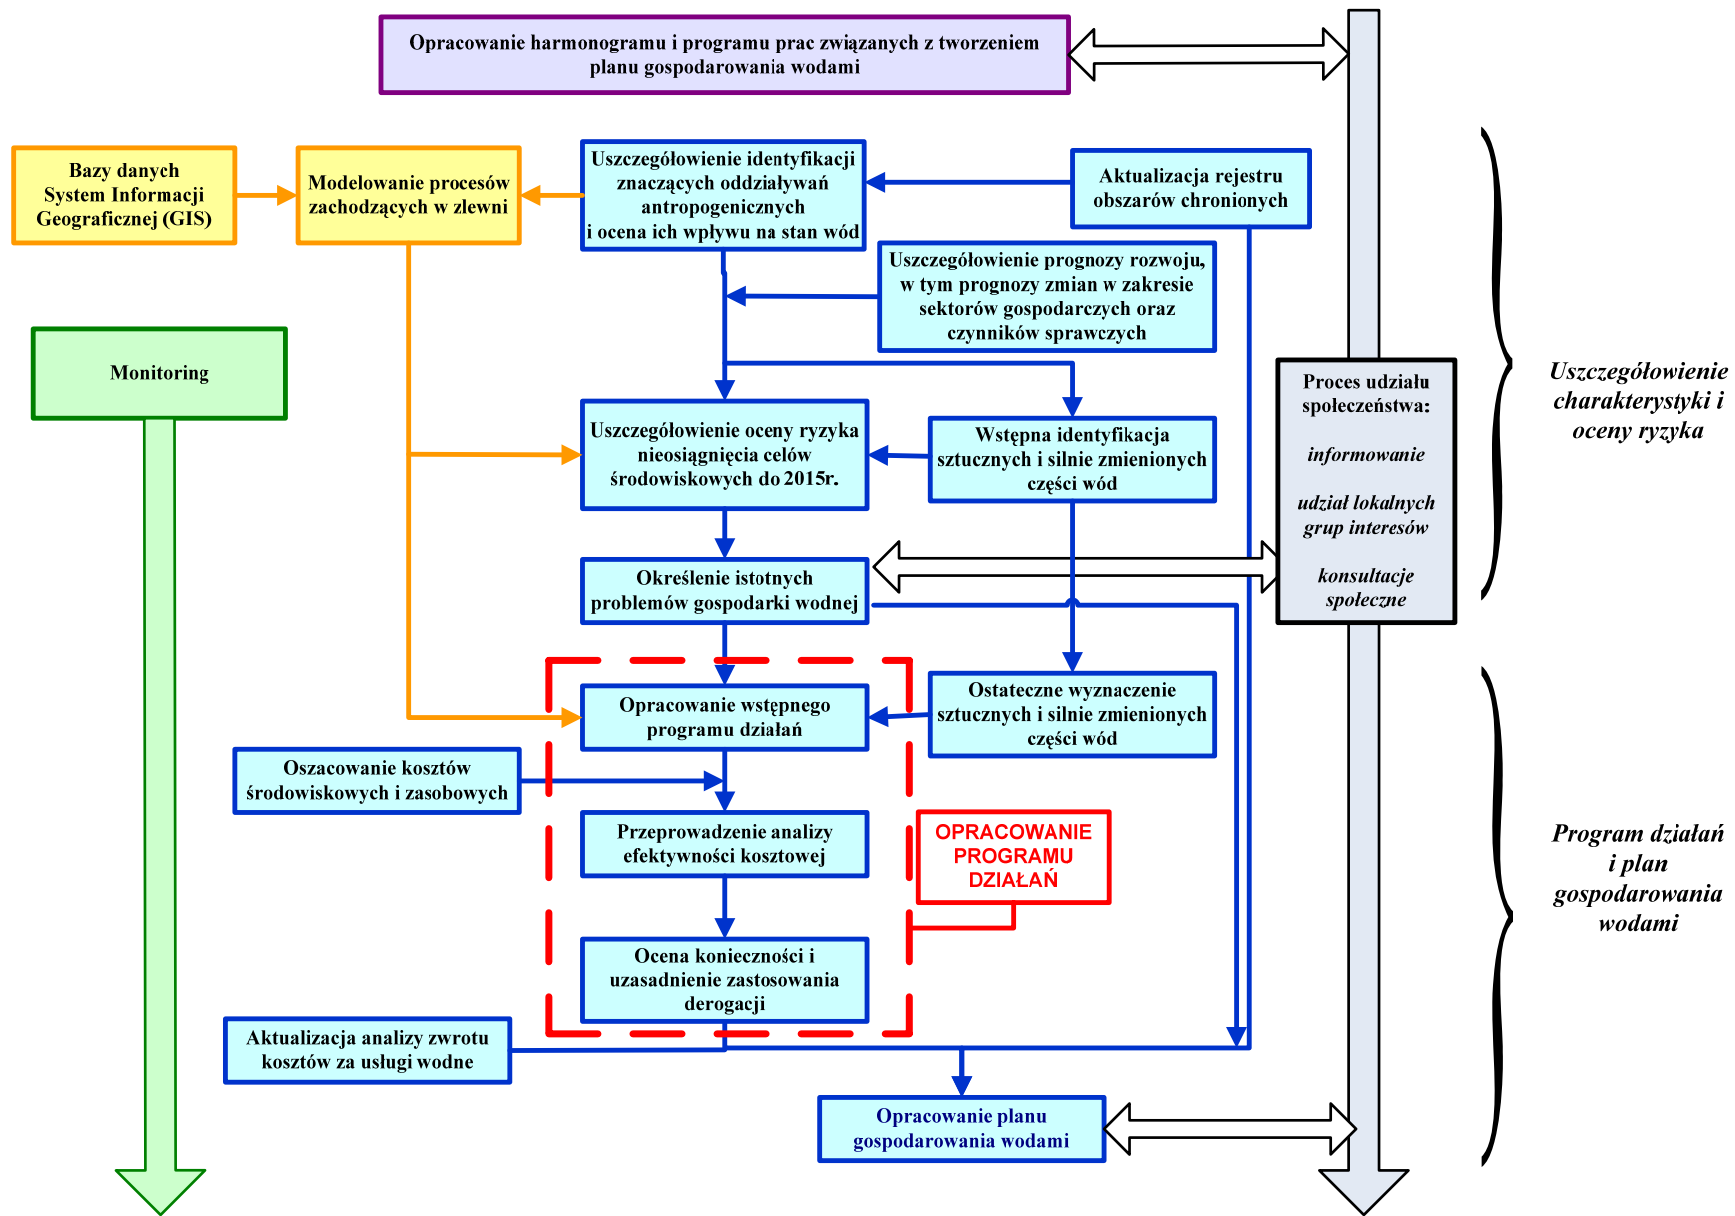 Opracowanie harmonogramu i programu prac związanych z tworzeniem
planu gospodarowania wodami
Bazy danych
System Informacji
Geograficznej (GIS)
Modelowanie procesów
zachodzących w zlewni
Uszczegółowienie identyfikacji
znaczących oddziaływań
antropogenicznych
i ocena ich wpływu na stan wód
Aktualizacja rejestru
obszarów chronionych
Uszczegółowienie prognozy rozwoju,
w tym prognozy zmian w zakresie
sektorów gospodarczych oraz
czynników sprawczych
Monitoring
Proces udziału
społeczeństwa:
informowanie
udział lokalnych
grup interesów
konsultacje
społeczne
Uszczegółowienie
charakterystyki i
oceny ryzyka
Uszczegółowienie oceny ryzyka
nieosiągnięcia celów
środowiskowych do 2015r.
Wstępna identyfikacja
sztucznych i silnie zmienionych
części wód
Określenie istotnych
problemów gospodarki wodnej
Opracowanie wstępnego
programu działań
Ostateczne wyznaczenie
sztucznych i silnie zmienionych
części wód
Oszacowanie kosztów
środowiskowych i zasobowych
Przeprowadzenie analizy
efektywności kosztowej
OPRACOWANIE
PROGRAMU
DZIAŁAŃ
Program działań
i plan
gospodarowania
wodami
Ocena konieczności i
uzasadnienie zastosowania
derogacji
Aktualizacja analizy zwrotu
kosztów za usługi wodne
Opracowanie planu
gospodarowania wodami